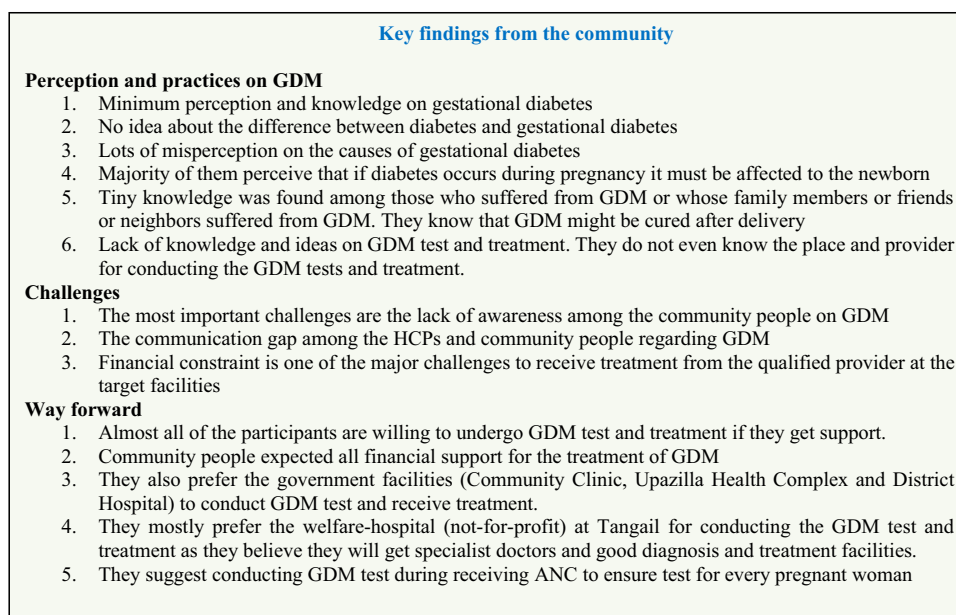 Key findings from the community
Perception and practices on GDM
1. Minimum perception and knowledge on gestational diabetes
2. No idea about the difference between diabetes and gestational diabetes
3. Lots of misperception on the causes of gestational diabetes
4. Majority of them perceive that if diabetes occurs during pregnancy it must be affected to the newborn
5. Tiny knowledge was found among those who suffered from GDM or whose family members or friends
or neighbors suffered from GDM. They know that GDM might be cured after delivery
6. Lack of knowledge and ideas on GDM test and treatment. They do not even know the place and provider
for conducting the GDM tests and treatment.
Challenges
1. The most important challenges are the lack of awareness among the community people on GDM
2. The communication gap among the HCPs and community people regarding GDM
3. Financial constraint is one of the major challenges to receive treatment from the qualified provider at the
target facilities
Way forward
1. Almost all of the participants are willing to undergo GDM test and treatment if they get support.
2. Community people expected all financial support for the treatment of GDM
3. They also prefer the government facilities (Community Clinic, Upazilla Health Complex and District
Hospital) to conduct GDM test and receive treatment.
4. They mostly prefer the welfare-hospital (not-for-profit) at Tangail for conducting the GDM test and
treatment as they believe they will get specialist doctors and good diagnosis and treatment facilities.
5. They suggest conducting GDM test during receiving ANC to ensure test for every pregnant woman